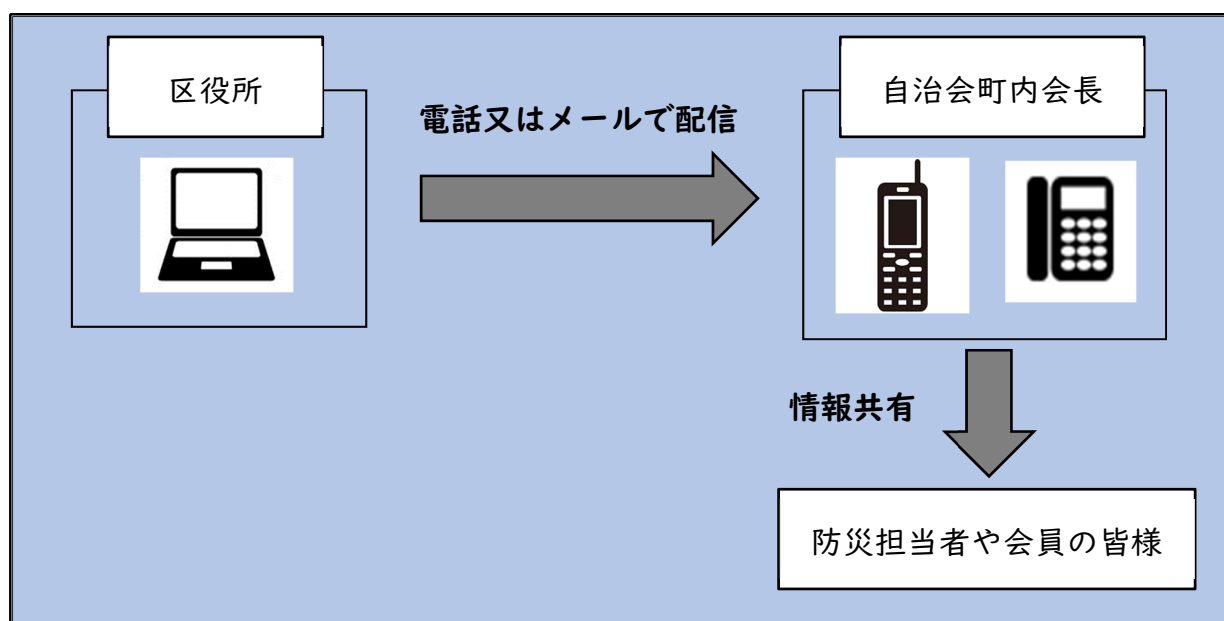 区役所
電話又はメールで配信
自治会町内会長
情報共有
防災担当者や会員の皆様